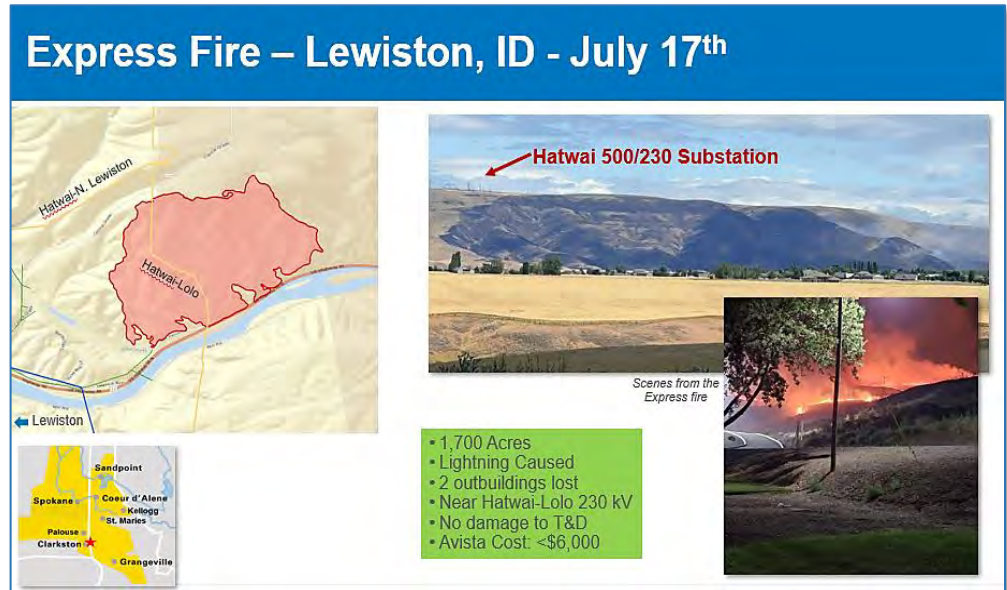 Express Fire – Lewiston, ID - July 17th
Hatwai-N. Lewiston
Hatwai-Lolo
Lewiston
Hatwai 500/230 Substation
Scenes from the
Express fire
• 1,700 Acres
• Lightning Caused
• 2 outbuildings lost
• Near Hatwai-Lolo 230 kV
• No damage to T&D
• Avista Cost: <$6,000
Sandpoint
Spokane
Coeur d'Alene
Kellogg
St. Maries
Palouse
Clarkston
Grangeville